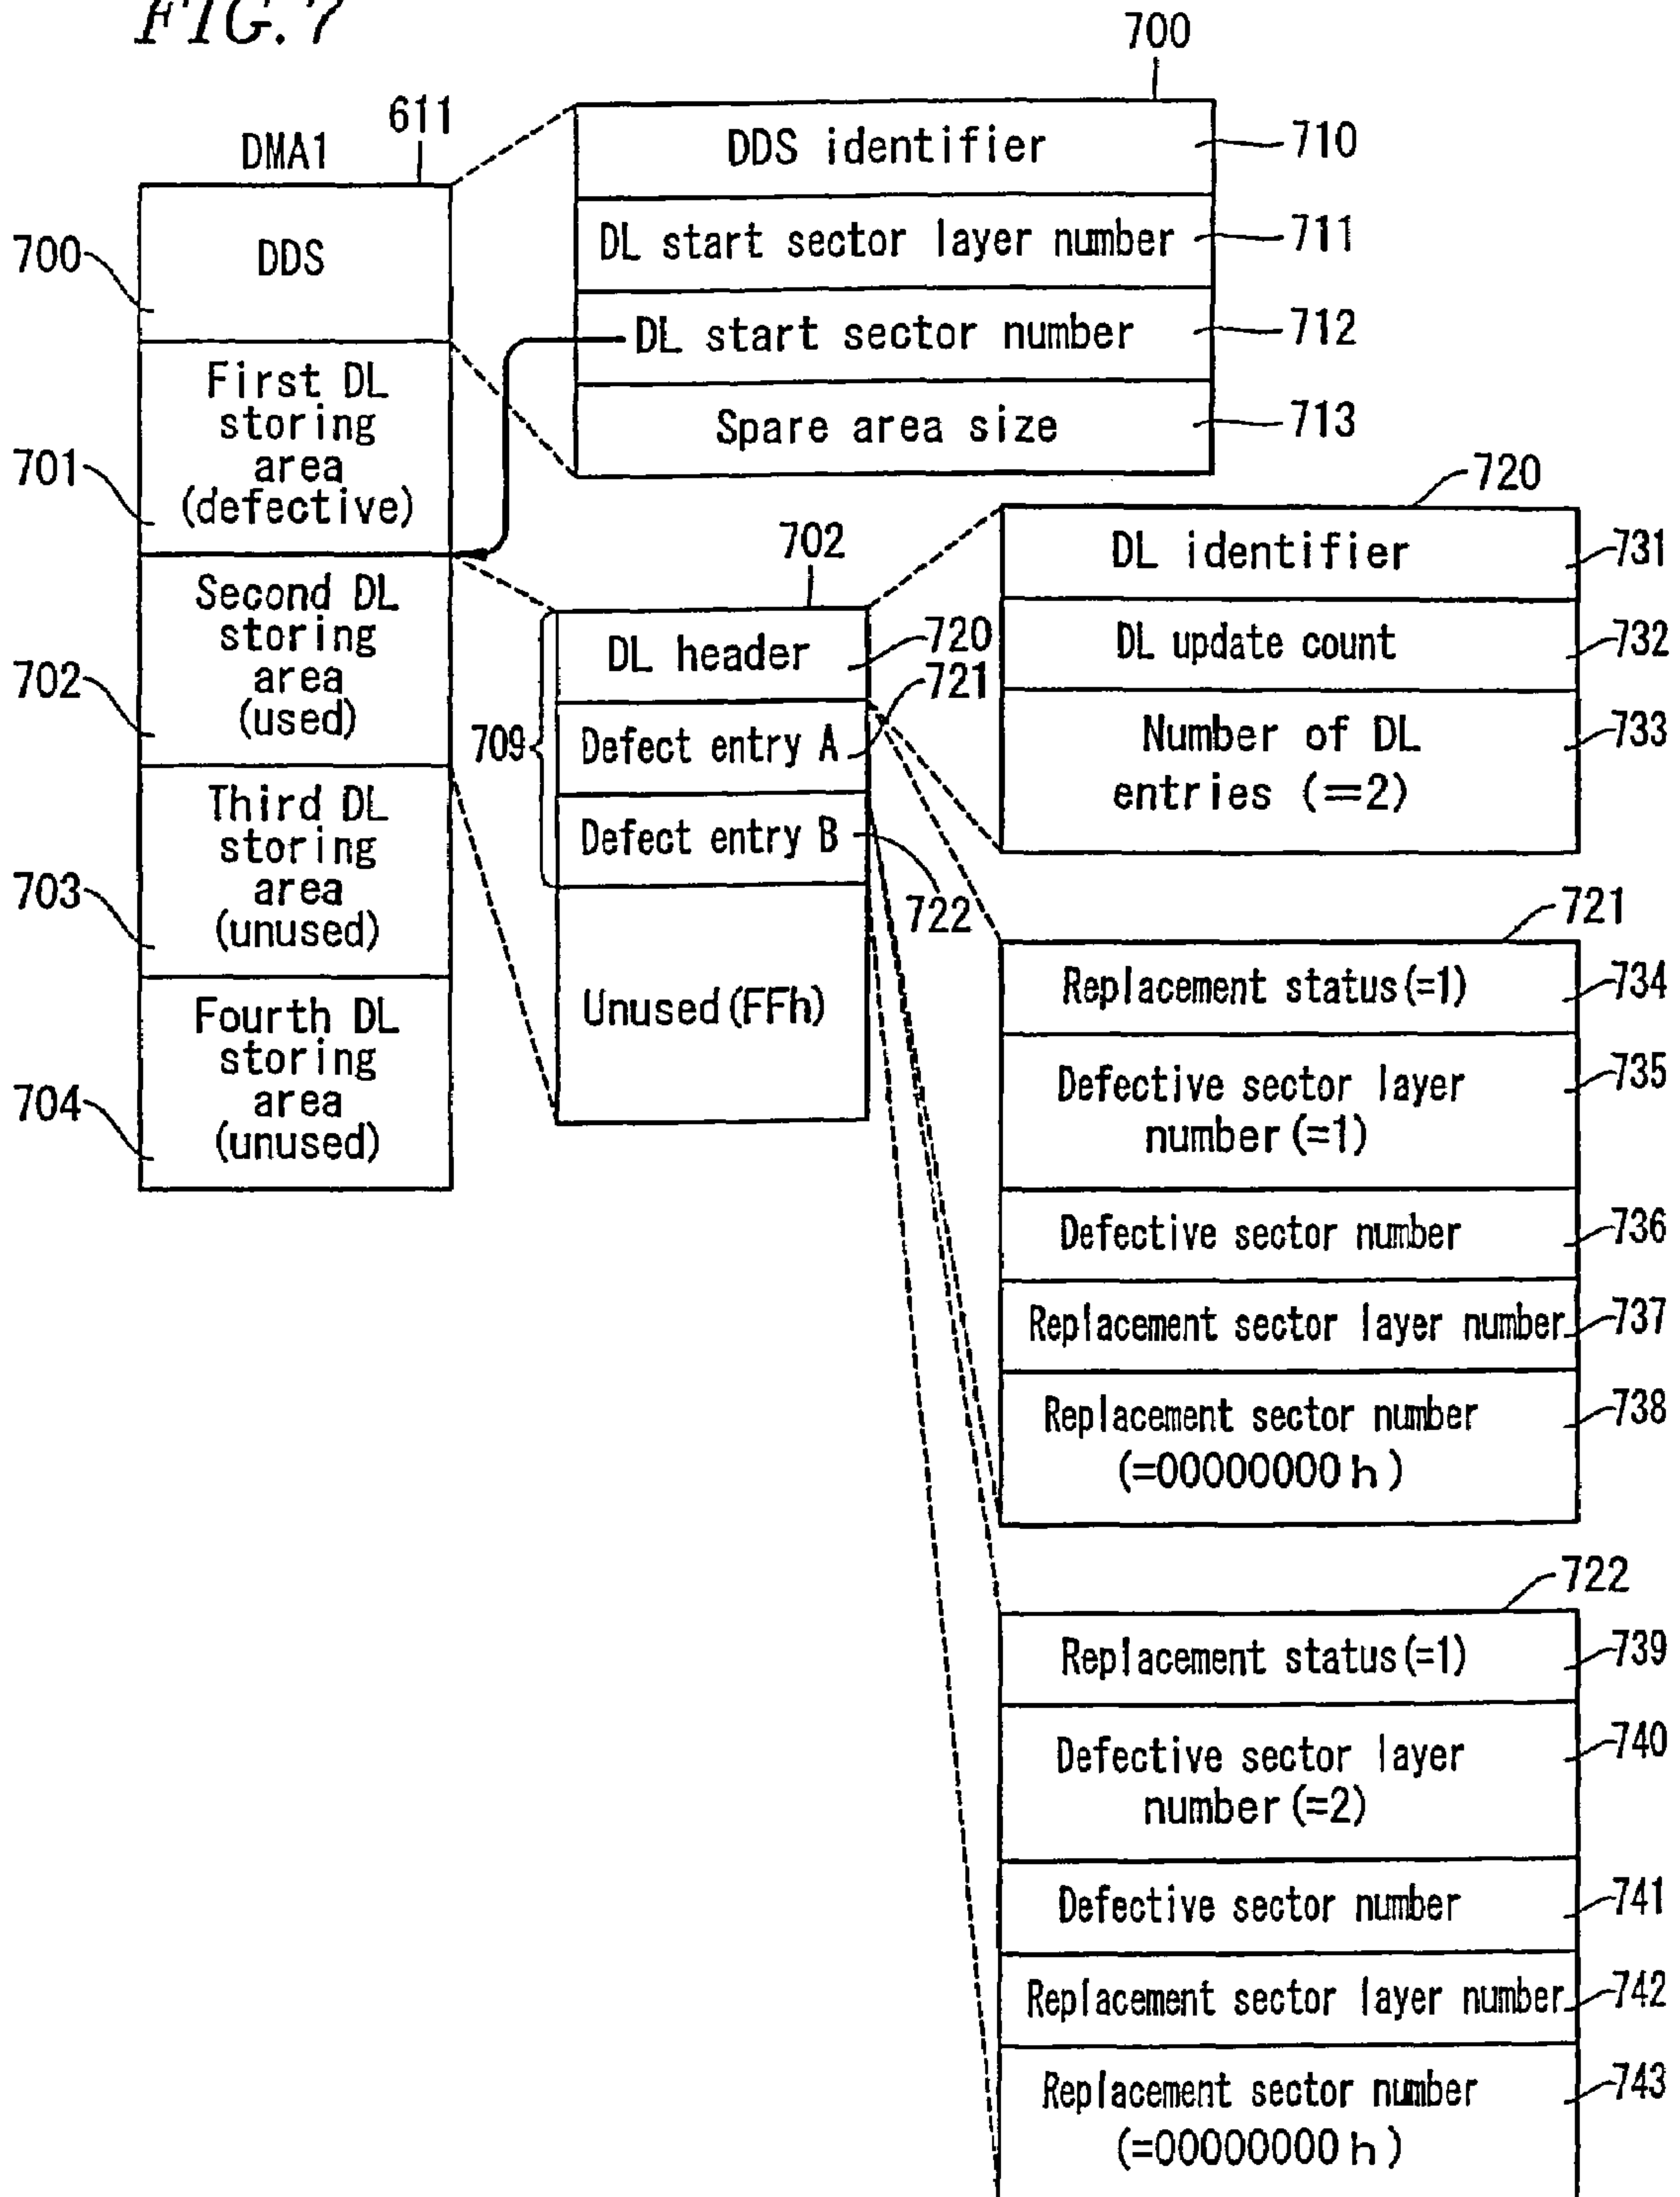 FIG. 7
DMA1
611
700
DDS
701
First DL
storing
area
(defective)
702
Second DL
storing
area
(used)
703
Third DL
storing
area
(unused)
704
Fourth DL
storing
area
(unused)
700
DDS identifier
710
DL start sector layer number
711
DL start sector number
712
Spare area size
713
702
709
DL header
720
Defect entry A
721
Defect entry B
722
Unused(FFh)
720
DL identifier
731
DL update count
732
Number of DL
entries (=2)
733
721
Replacement status(=1)
734
Defective sector layer
number(=1)
735
Defective sector number
736
Replacement sector layer number
737
Replacement sector number
(=00000000h)
738
722
Replacement status(=1)
739
Defective sector layer
number(=2)
740
Defective sector number
741
Replacement sector layer number
742
Replacement sector number
(=00000000h)
743